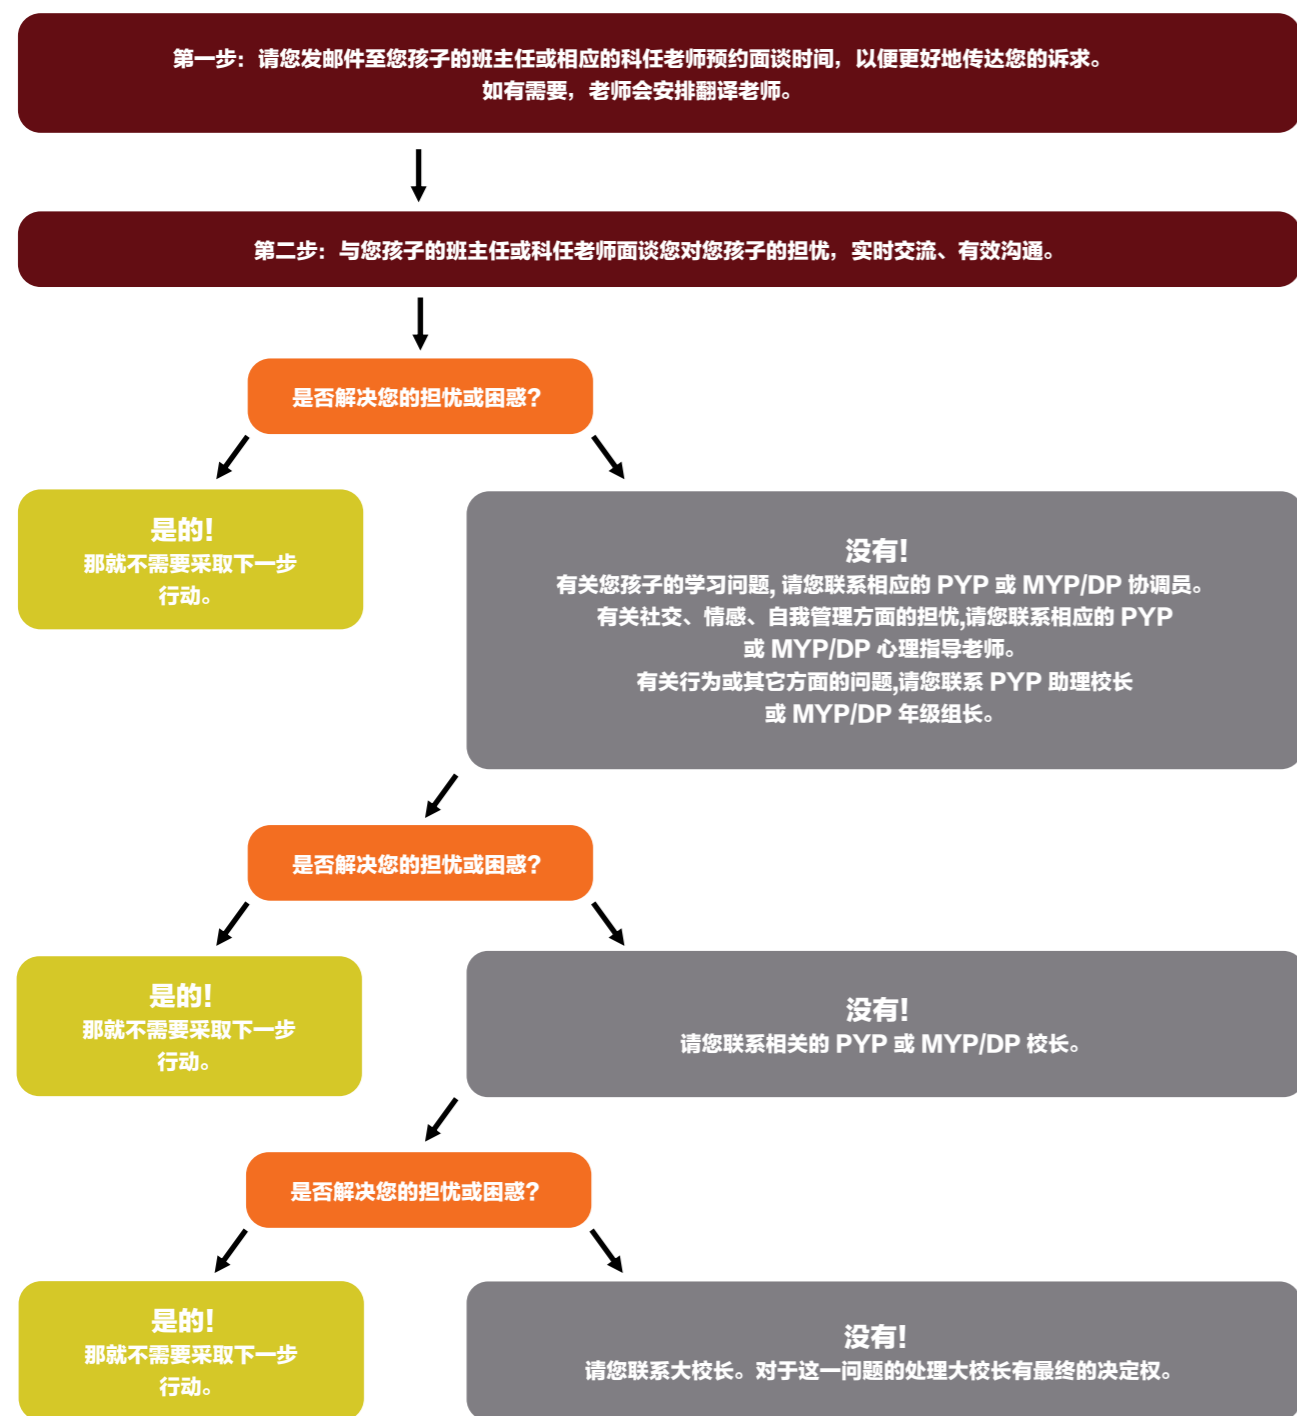 第一步：请您发邮件至您孩子的班主任或相应的科任老师预约面谈时间，以便更好地传达您的诉求。
如有需要，老师会安排翻译老师。
第二步：与您孩子的班主任或科任老师面谈您对您孩子的担忧，实时交流、有效沟通。
是否解决您的担忧或困惑？
是的！
那就不需要采取下一步
行动。
没有！
有关您孩子的学习问题, 请您联系相应的 PYP 或 MYP/DP 协调员。
有关社交、情感、自我管理方面的担忧,请您联系相应的 PYP
或 MYP/DP 心理指导老师。
有关行为或其它方面的问题,请您联系 PYP 助理校长
或 MYP/DP 年级组长。
是否解决您的担忧或困惑？
是的！
那就不需要采取下一步
行动。
没有！
请您联系相关的 PYP 或 MYP/DP 校长。
是否解决您的担忧或困惑？
是的！
那就不需要采取下一步
行动。
没有！
请您联系大校长。对于这一问题的处理大校长有最终的决定权。